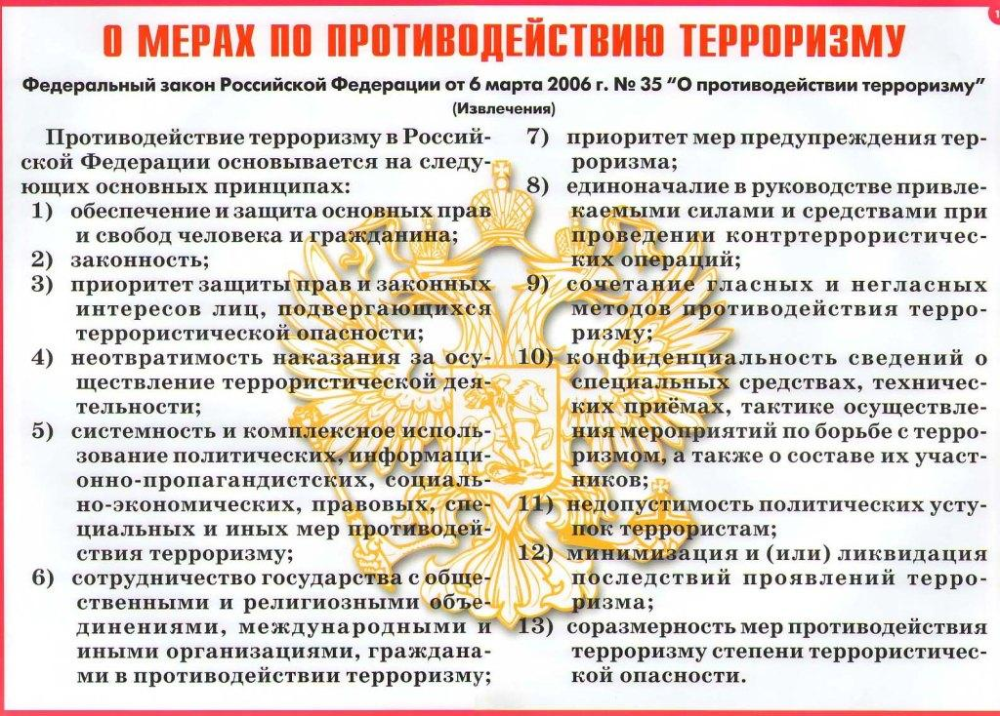 1
О МЕРАХ ПО ПРОТИВОДЕЙСТВИЮ ТЕРРОРИЗМУ
Федеральный закон Российской Федерации от 6 марта 2006 г. № 35 “О противодействии терроризму”
(Извлечения)
Противодействие терроризму в Россий-
ской Федерации основывается на следу-
ющих основных принципах:
1) обеспечение и защита основных прав
и свобод человека и гражданина;
2) законность;
3) приоритет защиты прав и законных
интересов лиц, подвергающихся
террористической опасности;
4) неотвратимость наказания за осу-
ществление террористической дея-
тельности;
5) системность и комплексное исполь-
зование политических, информаци-
онно-пропагандистских, социаль-
но-экономических, правовых, спе-
циальных и иных мер противодей-
ствия терроризму;
6) сотрудничество государства с обще-
ственными и религиозными объе-
динениями, международными и
иными организациями, граждана-
ми в противодействии терроризму;
7) приоритет мер предупреждения тер-
роризма;
8) единоначалие в руководстве привле-
каемыми силами и средствами при
проведении контртеррористичес-
ких операций;
9) сочетание гласных и негласных
методов противодействия терро-
ризму;
10) конфиденциальность сведений о
специальных средствах, техничес-
ких приёмах, тактике осуществле-
ния мероприятий по борьбе с терро-
ризмом, а также о составе их участ-
ников;
11) недопустимость политических усту-
пок террористам;
12) минимизация и (или) ликвидация
последствий проявлений терро-
ризма;
13) соразмерность мер противодействия
терроризму степени террористичес-
кой опасности.